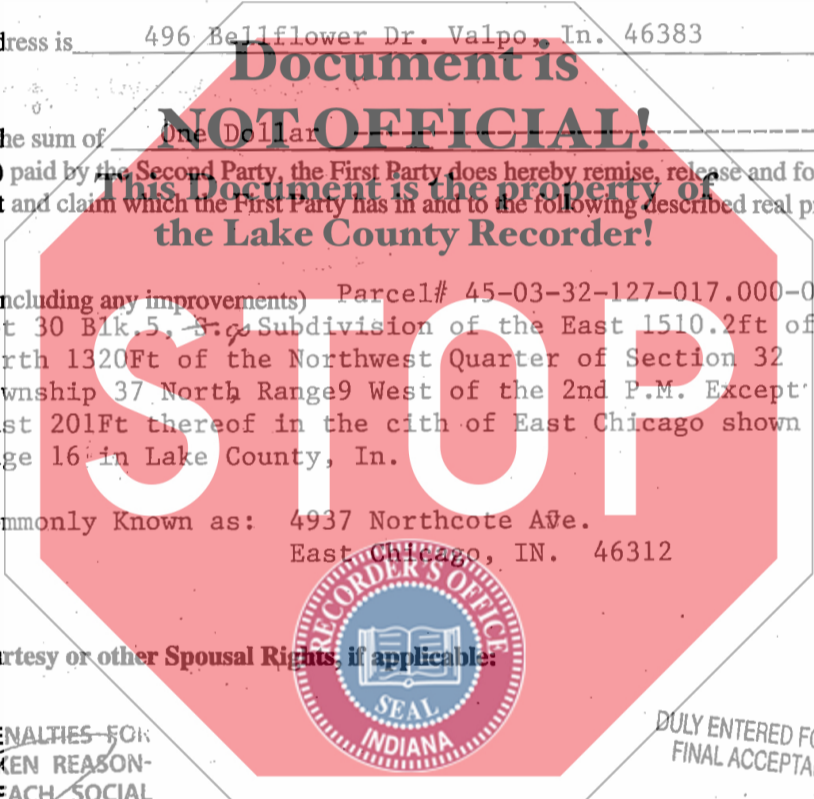 dress is 496 Bellflower Dr. Valpo, In. 46383
Document is
NOT OFFICIAL!
he sum of One Dollar --------------------
) paid by the Second Party, the First Party does hereby remise, release and fo
This Document is the property of
t and claim which the First Party has in and to the following described real p
the Lake County Recorder!
ncluding any improvements) Parcel# 45-03-32-127-017.000-0
t 30 Blk.5, Subdivision of the East 1510.2ft of
rth 1320Ft of the Northwest Quarter of Section 32
wnship 37 North, Range9 West of the 2nd P.M. Except
st 201Ft thereof in the cith of East Chicago shown
ge 16 in Lake County, In.
STOP
mmonly Known as: 4937 Northcote Ave.
East Chicago, IN. 46312
RECORDER'S OFFICE
rtesy or other Spousal Rights, if applicable:
SEAL
INDIANA
ENALTIES FOR
KEN REASON-
EACH SOCIAL
DULY ENTERED FO
FINAL ACCEPTA